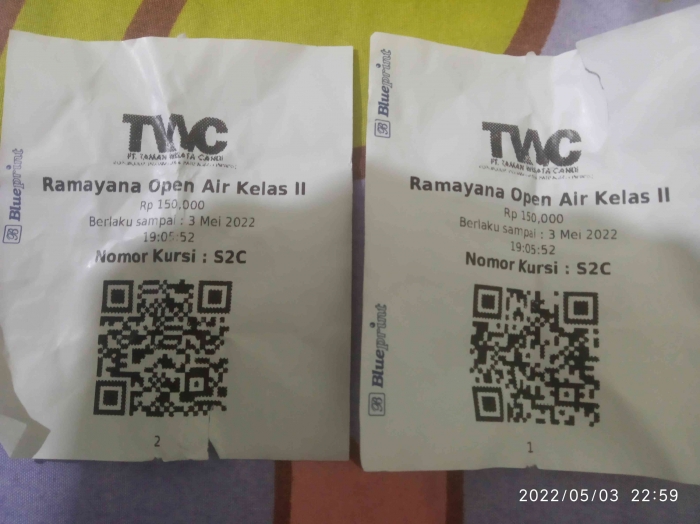 TWC
PT. TAMAN WISATA CANDI
Ramayana Open Air Kelas II
Rp 150,000
Berlaku sampai : 3 Mei 2022
19:05:52
Nomor Kursi : S2C
2
Blueprint
TWC
PT. TAMAN WISATA CANDI
Ramayana Open Air Kelas II
Rp 150,000
Berlaku sampai : 3 Mei 2022
19:05:52
Nomor Kursi : S2C
1
Blueprint
Blueprint
2022/05/03 22:59